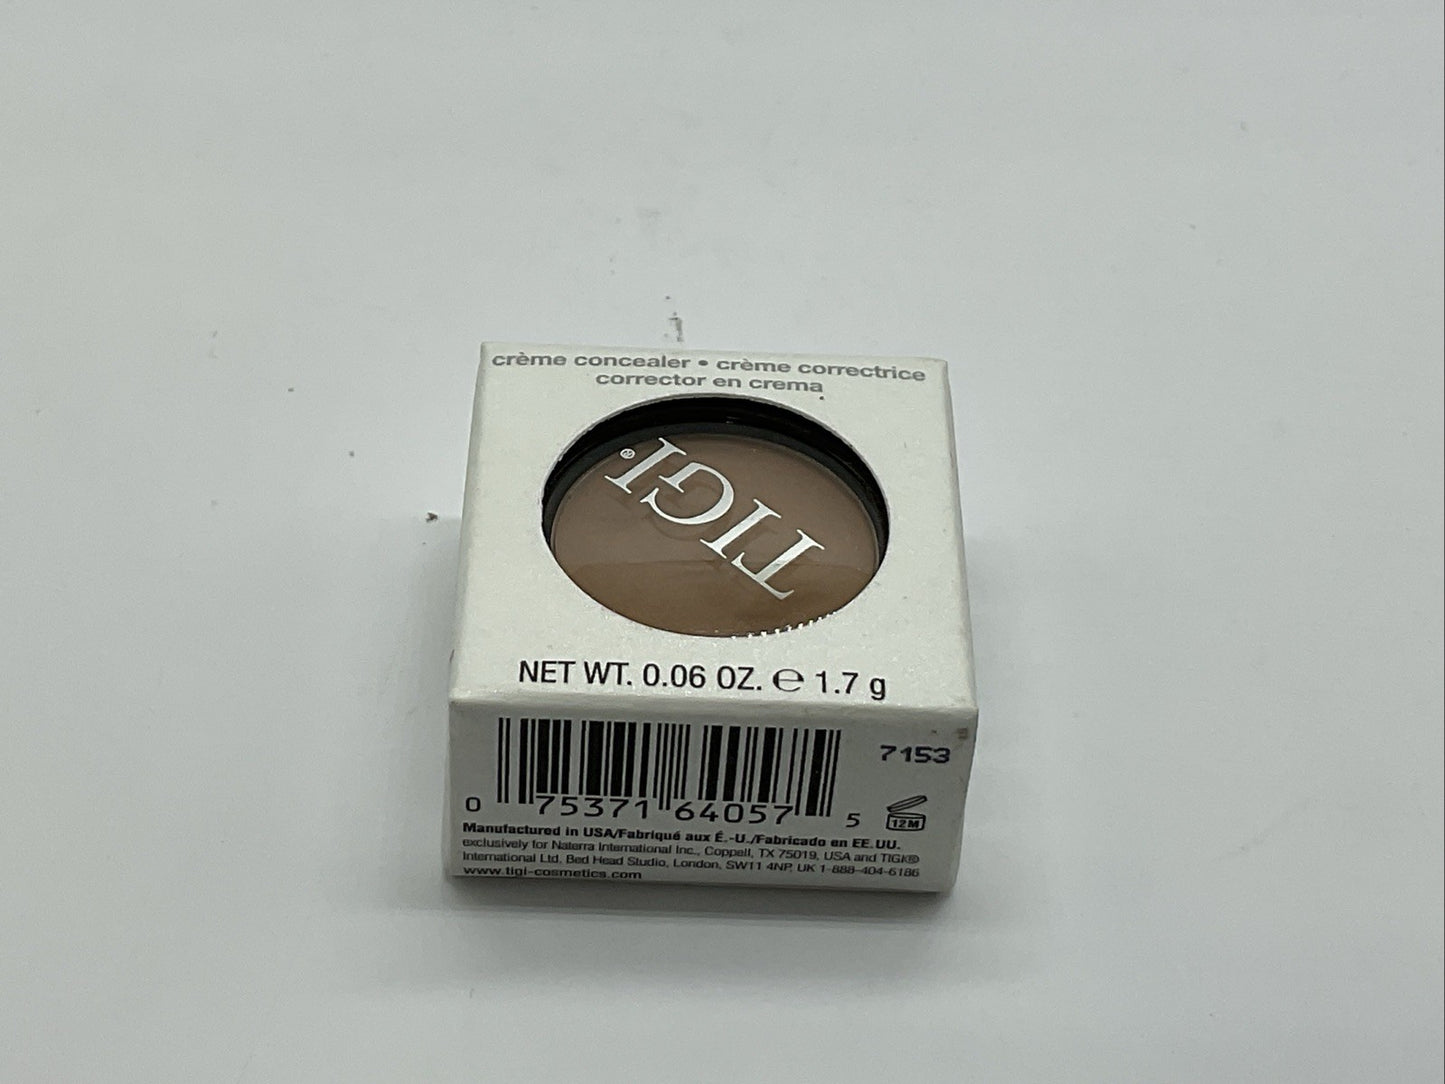 crème concealer • crème correctrice
corrector en crema
TIGI®
NET WT. 0.06 OZ. ℮ 1.7 g
7153
0 75371 64057 5
12M
Manufactured in USA/Fabriqué aux É.-U./Fabricado en EE. UU.
exclusively for Naterra International Inc., Coppell, TX 75019, USA and TIGI®
International Ltd. Bed Head Studio, London, SW11 4NP, UK 1-888-404-6186
www.tigi-cosmetics.com